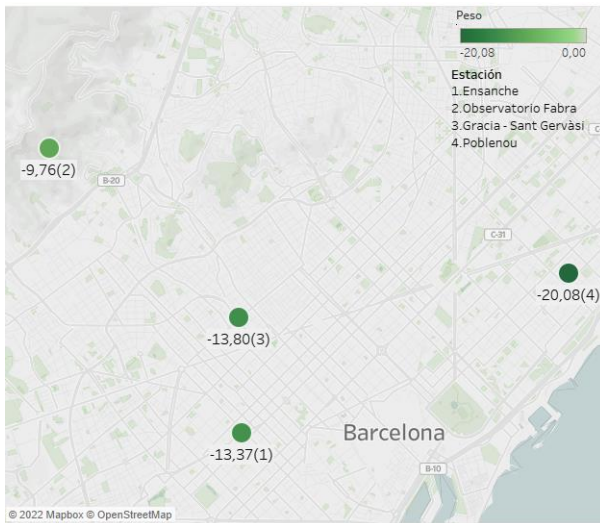 Peso
-20,08 0,00
Estación
1.Ensanche
2.Observatorio Fabra
3.Gracia - Sant Gervàsi
4.Poblenou
-9,76(2)
B-20
C-31
-20,08(4)
-13,80(3)
Barcelona
-13,37(1)
B-10
© 2022 Mapbox © OpenStreetMap